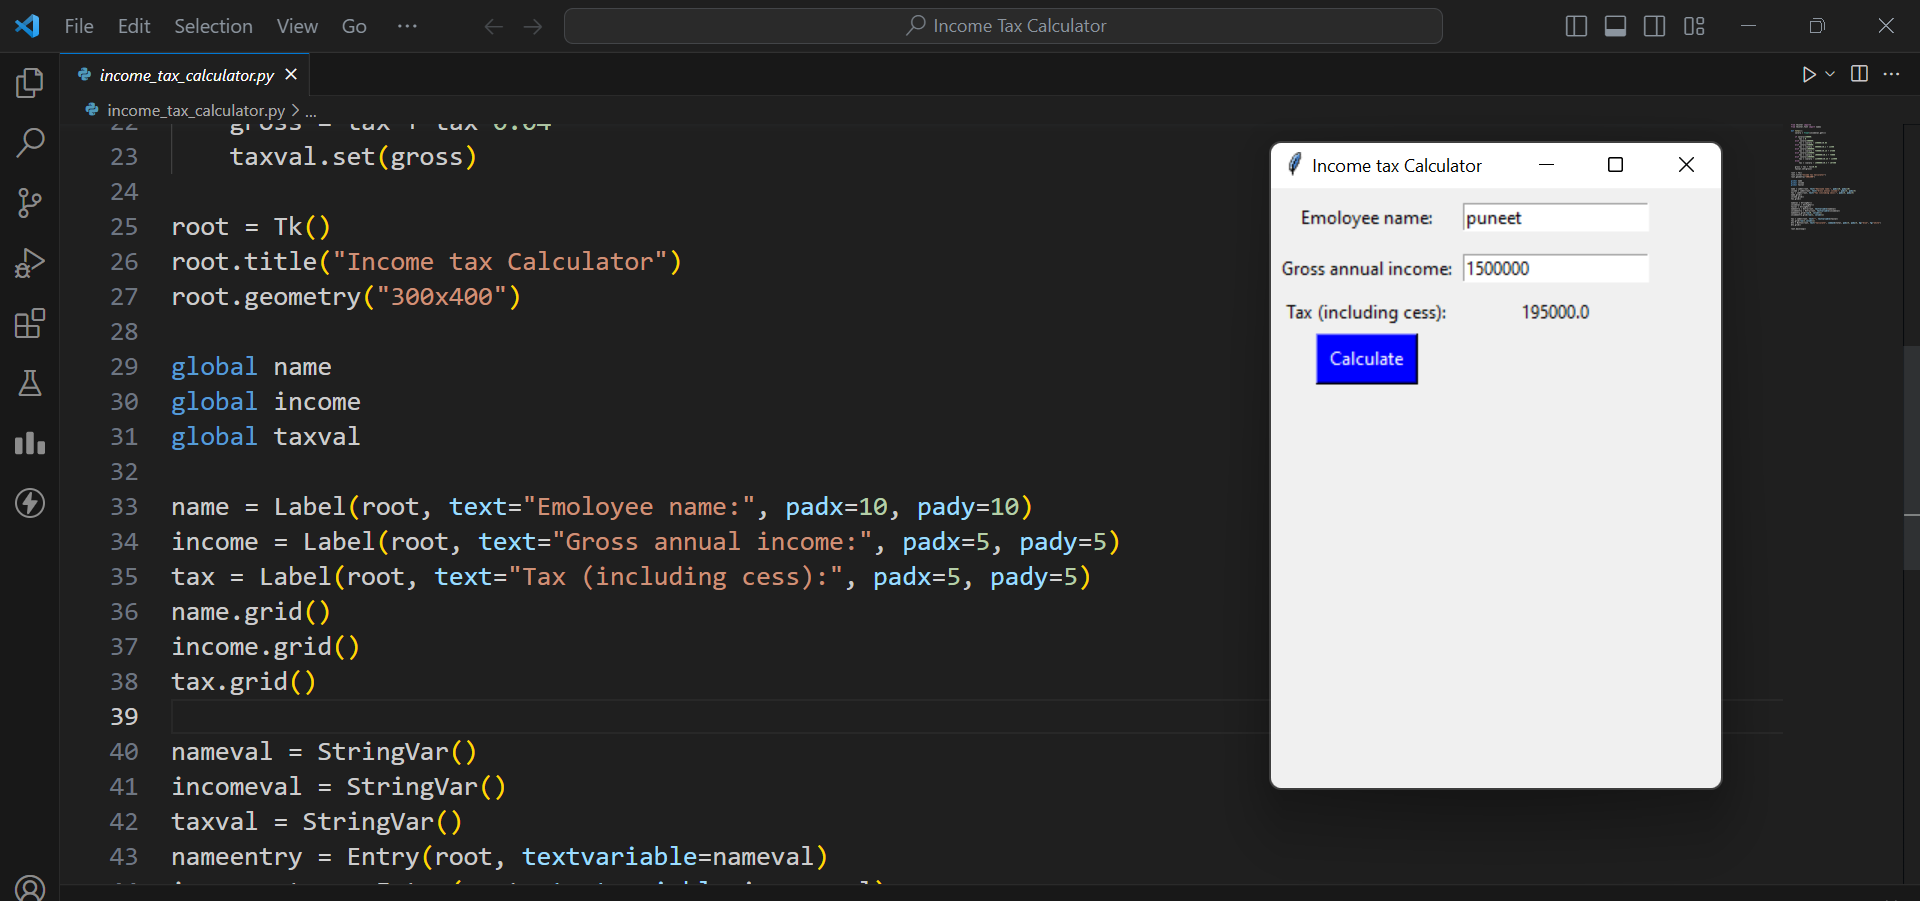 File Edit Selection View Go ···
Income Tax Calculator
income_tax_calculator.py
income_tax_calculator.py > ...
22 gross = tax + tax*0.04
23 taxval.set(gross)
24
25 root = Tk()
26 root.title("Income tax Calculator")
27 root.geometry("300x400")
28
29 global name
30 global income
31 global taxval
32
33 name = Label(root, text="Emoloyee name:", padx=10, pady=10)
34 income = Label(root, text="Gross annual income:", padx=5, pady=5)
35 tax = Label(root, text="Tax (including cess):", padx=5, pady=5)
36 name.grid()
37 income.grid()
38 tax.grid()
39
40 nameval = StringVar()
41 incomeval = StringVar()
42 taxval = StringVar()
43 nameentry = Entry(root, textvariable=nameval)
Income tax Calculator
Emoloyee name: puneet
Gross annual income: 1500000
Tax (including cess): 195000.0
Calculate